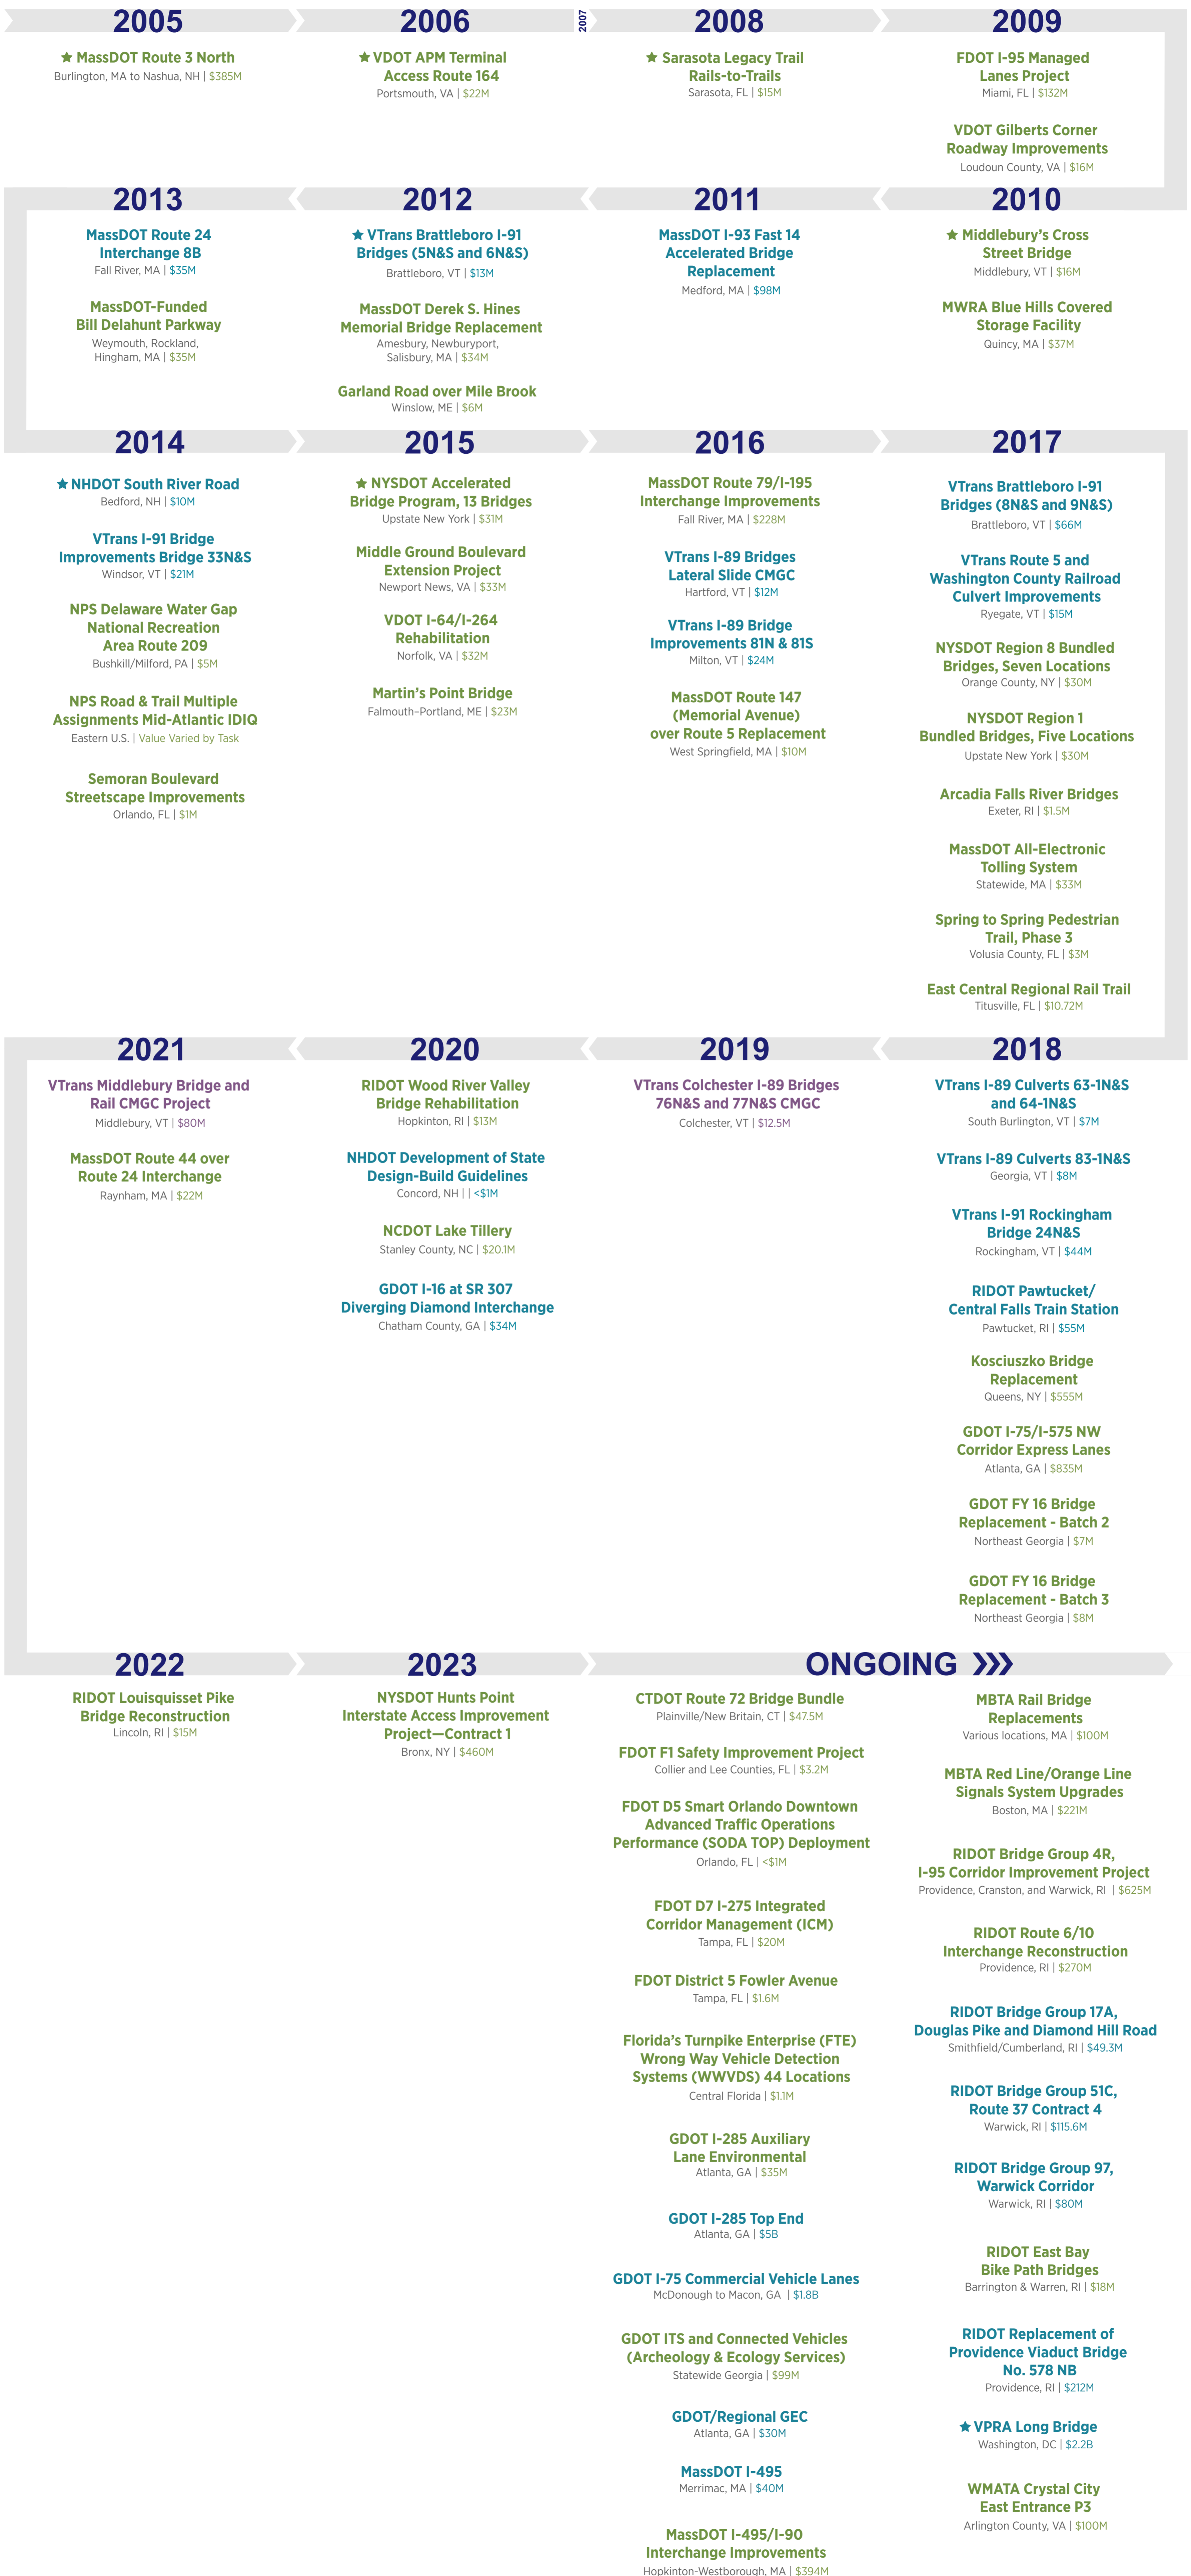 2005
★ MassDOT Route 3 North
Burlington, MA to Nashua, NH | $385M
2006
★ VDOT APM Terminal
Access Route 164
Portsmouth, VA | $22M
2007
2008
★ Sarasota Legacy Trail
Rails-to-Trails
Sarasota, FL | $15M
2009
FDOT I-95 Managed
Lanes Project
Miami, FL | $132M
VDOT Gilberts Corner
Roadway Improvements
Loudoun County, VA | $16M
2010
★ Middlebury's Cross
Street Bridge
Middlebury, VT | $16M
MWRA Blue Hills Covered
Storage Facility
Quincy, MA | $37M
2011
MassDOT I-93 Fast 14
Accelerated Bridge
Replacement
Medford, MA | $98M
2012
★ VTrans Brattleboro I-91
Bridges (5N&S and 6N&S)
Brattleboro, VT | $13M
MassDOT Derek S. Hines
Memorial Bridge Replacement
Amesbury, Newburyport,
Salisbury, MA | $34M
Garland Road over Mile Brook
Winslow, ME | $6M
2013
MassDOT Route 24
Interchange 8B
Fall River, MA | $35M
MassDOT-Funded
Bill Delahunt Parkway
Weymouth, Rockland,
Hingham, MA | $35M
2014
★ NHDOT South River Road
Bedford, NH | $10M
VTrans I-91 Bridge
Improvements Bridge 33N&S
Windsor, VT | $21M
NPS Delaware Water Gap
National Recreation
Area Route 209
Bushkill/Milford, PA | $5M
NPS Road & Trail Multiple
Assignments Mid-Atlantic IDIQ
Eastern U.S. | Value Varied by Task
Semoran Boulevard
Streetscape Improvements
Orlando, FL | $1M
2015
★ NYSDOT Accelerated
Bridge Program, 13 Bridges
Upstate New York | $31M
Middle Ground Boulevard
Extension Project
Newport News, VA | $33M
VDOT I-64/I-264
Rehabilitation
Norfolk, VA | $32M
Martin's Point Bridge
Falmouth–Portland, ME | $23M
2016
MassDOT Route 79/I-195
Interchange Improvements
Fall River, MA | $228M
VTrans I-89 Bridges
Lateral Slide CMGC
Hartford, VT | $12M
VTrans I-89 Bridge
Improvements 81N & 81S
Milton, VT | $24M
MassDOT Route 147
(Memorial Avenue)
over Route 5 Replacement
West Springfield, MA | $10M
2017
VTrans Brattleboro I-91
Bridges (8N&S and 9N&S)
Brattleboro, VT | $66M
VTrans Route 5 and
Washington County Railroad
Culvert Improvements
Ryegate, VT | $15M
NYSDOT Region 8 Bundled
Bridges, Seven Locations
Orange County, NY | $30M
NYSDOT Region 1
Bundled Bridges, Five Locations
Upstate New York | $30M
Arcadia Falls River Bridges
Exeter, RI | $1.5M
MassDOT All-Electronic
Tolling System
Statewide, MA | $33M
Spring to Spring Pedestrian
Trail, Phase 3
Volusia County, FL | $3M
East Central Regional Rail Trail
Titusville, FL | $10.72M
2018
VTrans I-89 Culverts 63-1N&S
and 64-1N&S
South Burlington, VT | $7M
VTrans I-89 Culverts 83-1N&S
Georgia, VT | $8M
VTrans I-91 Rockingham
Bridge 24N&S
Rockingham, VT | $44M
RIDOT Pawtucket/
Central Falls Train Station
Pawtucket, RI | $55M
Kosciuszko Bridge
Replacement
Queens, NY | $555M
GDOT I-75/I-575 NW
Corridor Express Lanes
Atlanta, GA | $835M
GDOT FY 16 Bridge
Replacement - Batch 2
Northeast Georgia | $7M
GDOT FY 16 Bridge
Replacement - Batch 3
Northeast Georgia | $8M
2019
VTrans Colchester I-89 Bridges
76N&S and 77N&S CMGC
Colchester, VT | $12.5M
2020
RIDOT Wood River Valley
Bridge Rehabilitation
Hopkinton, RI | $13M
NHDOT Development of State
Design-Build Guidelines
Concord, NH | | <$1M
NCDOT Lake Tillery
Stanley County, NC | $20.1M
GDOT I-16 at SR 307
Diverging Diamond Interchange
Chatham County, GA | $34M
2021
VTrans Middlebury Bridge and
Rail CMGC Project
Middlebury, VT | $80M
MassDOT Route 44 over
Route 24 Interchange
Raynham, MA | $22M
2022
RIDOT Louisquisset Pike
Bridge Reconstruction
Lincoln, RI | $15M
2023
NYSDOT Hunts Point
Interstate Access Improvement
Project—Contract 1
Bronx, NY | $460M
ONGOING
CTDOT Route 72 Bridge Bundle
Plainville/New Britain, CT | $47.5M
FDOT F1 Safety Improvement Project
Collier and Lee Counties, FL | $3.2M
FDOT D5 Smart Orlando Downtown
Advanced Traffic Operations
Performance (SODA TOP) Deployment
Orlando, FL | <$1M
FDOT D7 I-275 Integrated
Corridor Management (ICM)
Tampa, FL | $20M
FDOT District 5 Fowler Avenue
Tampa, FL | $1.6M
Florida's Turnpike Enterprise (FTE)
Wrong Way Vehicle Detection
Systems (WWVDS) 44 Locations
Central Florida | $1.1M
GDOT I-285 Auxiliary
Lane Environmental
Atlanta, GA | $35M
GDOT I-285 Top End
Atlanta, GA | $5B
GDOT I-75 Commercial Vehicle Lanes
McDonough to Macon, GA | $1.8B
GDOT ITS and Connected Vehicles
(Archeology & Ecology Services)
Statewide Georgia | $99M
GDOT/Regional GEC
Atlanta, GA | $30M
MassDOT I-495
Merrimac, MA | $40M
MassDOT I-495/I-90
Interchange Improvements
Hopkinton-Westborough, MA | $394M
MBTA Rail Bridge
Replacements
Various locations, MA | $100M
MBTA Red Line/Orange Line
Signals System Upgrades
Boston, MA | $221M
RIDOT Bridge Group 4R,
I-95 Corridor Improvement Project
Providence, Cranston, and Warwick, RI | $625M
RIDOT Route 6/10
Interchange Reconstruction
Providence, RI | $270M
RIDOT Bridge Group 17A,
Douglas Pike and Diamond Hill Road
Smithfield/Cumberland, RI | $49.3M
RIDOT Bridge Group 51C,
Route 37 Contract 4
Warwick, RI | $115.6M
RIDOT Bridge Group 97,
Warwick Corridor
Warwick, RI | $80M
RIDOT East Bay
Bike Path Bridges
Barrington & Warren, RI | $18M
RIDOT Replacement of
Providence Viaduct Bridge
No. 578 NB
Providence, RI | $212M
★ VPRA Long Bridge
Washington, DC | $2.2B
WMATA Crystal City
East Entrance P3
Arlington County, VA | $100M